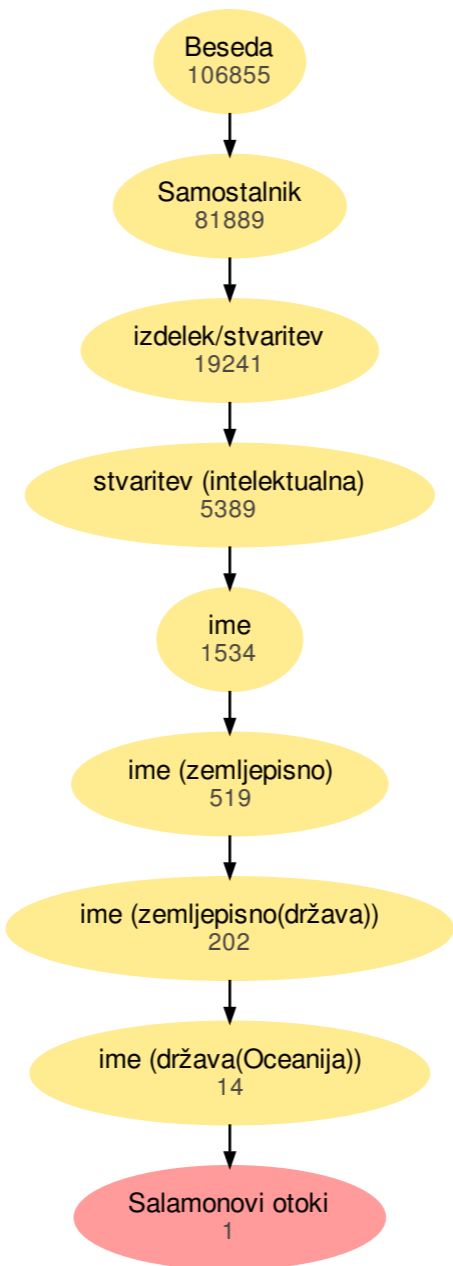 Beseda
106855
Samostalnik
81889
izdelek/stvaritev
19241
stvaritev (intelektualna)
5389
ime
1534
ime (zemljepisno)
519
ime (zemljepisno(država))
202
ime (država(Oceanija))
14
Salamonovi otoki
1